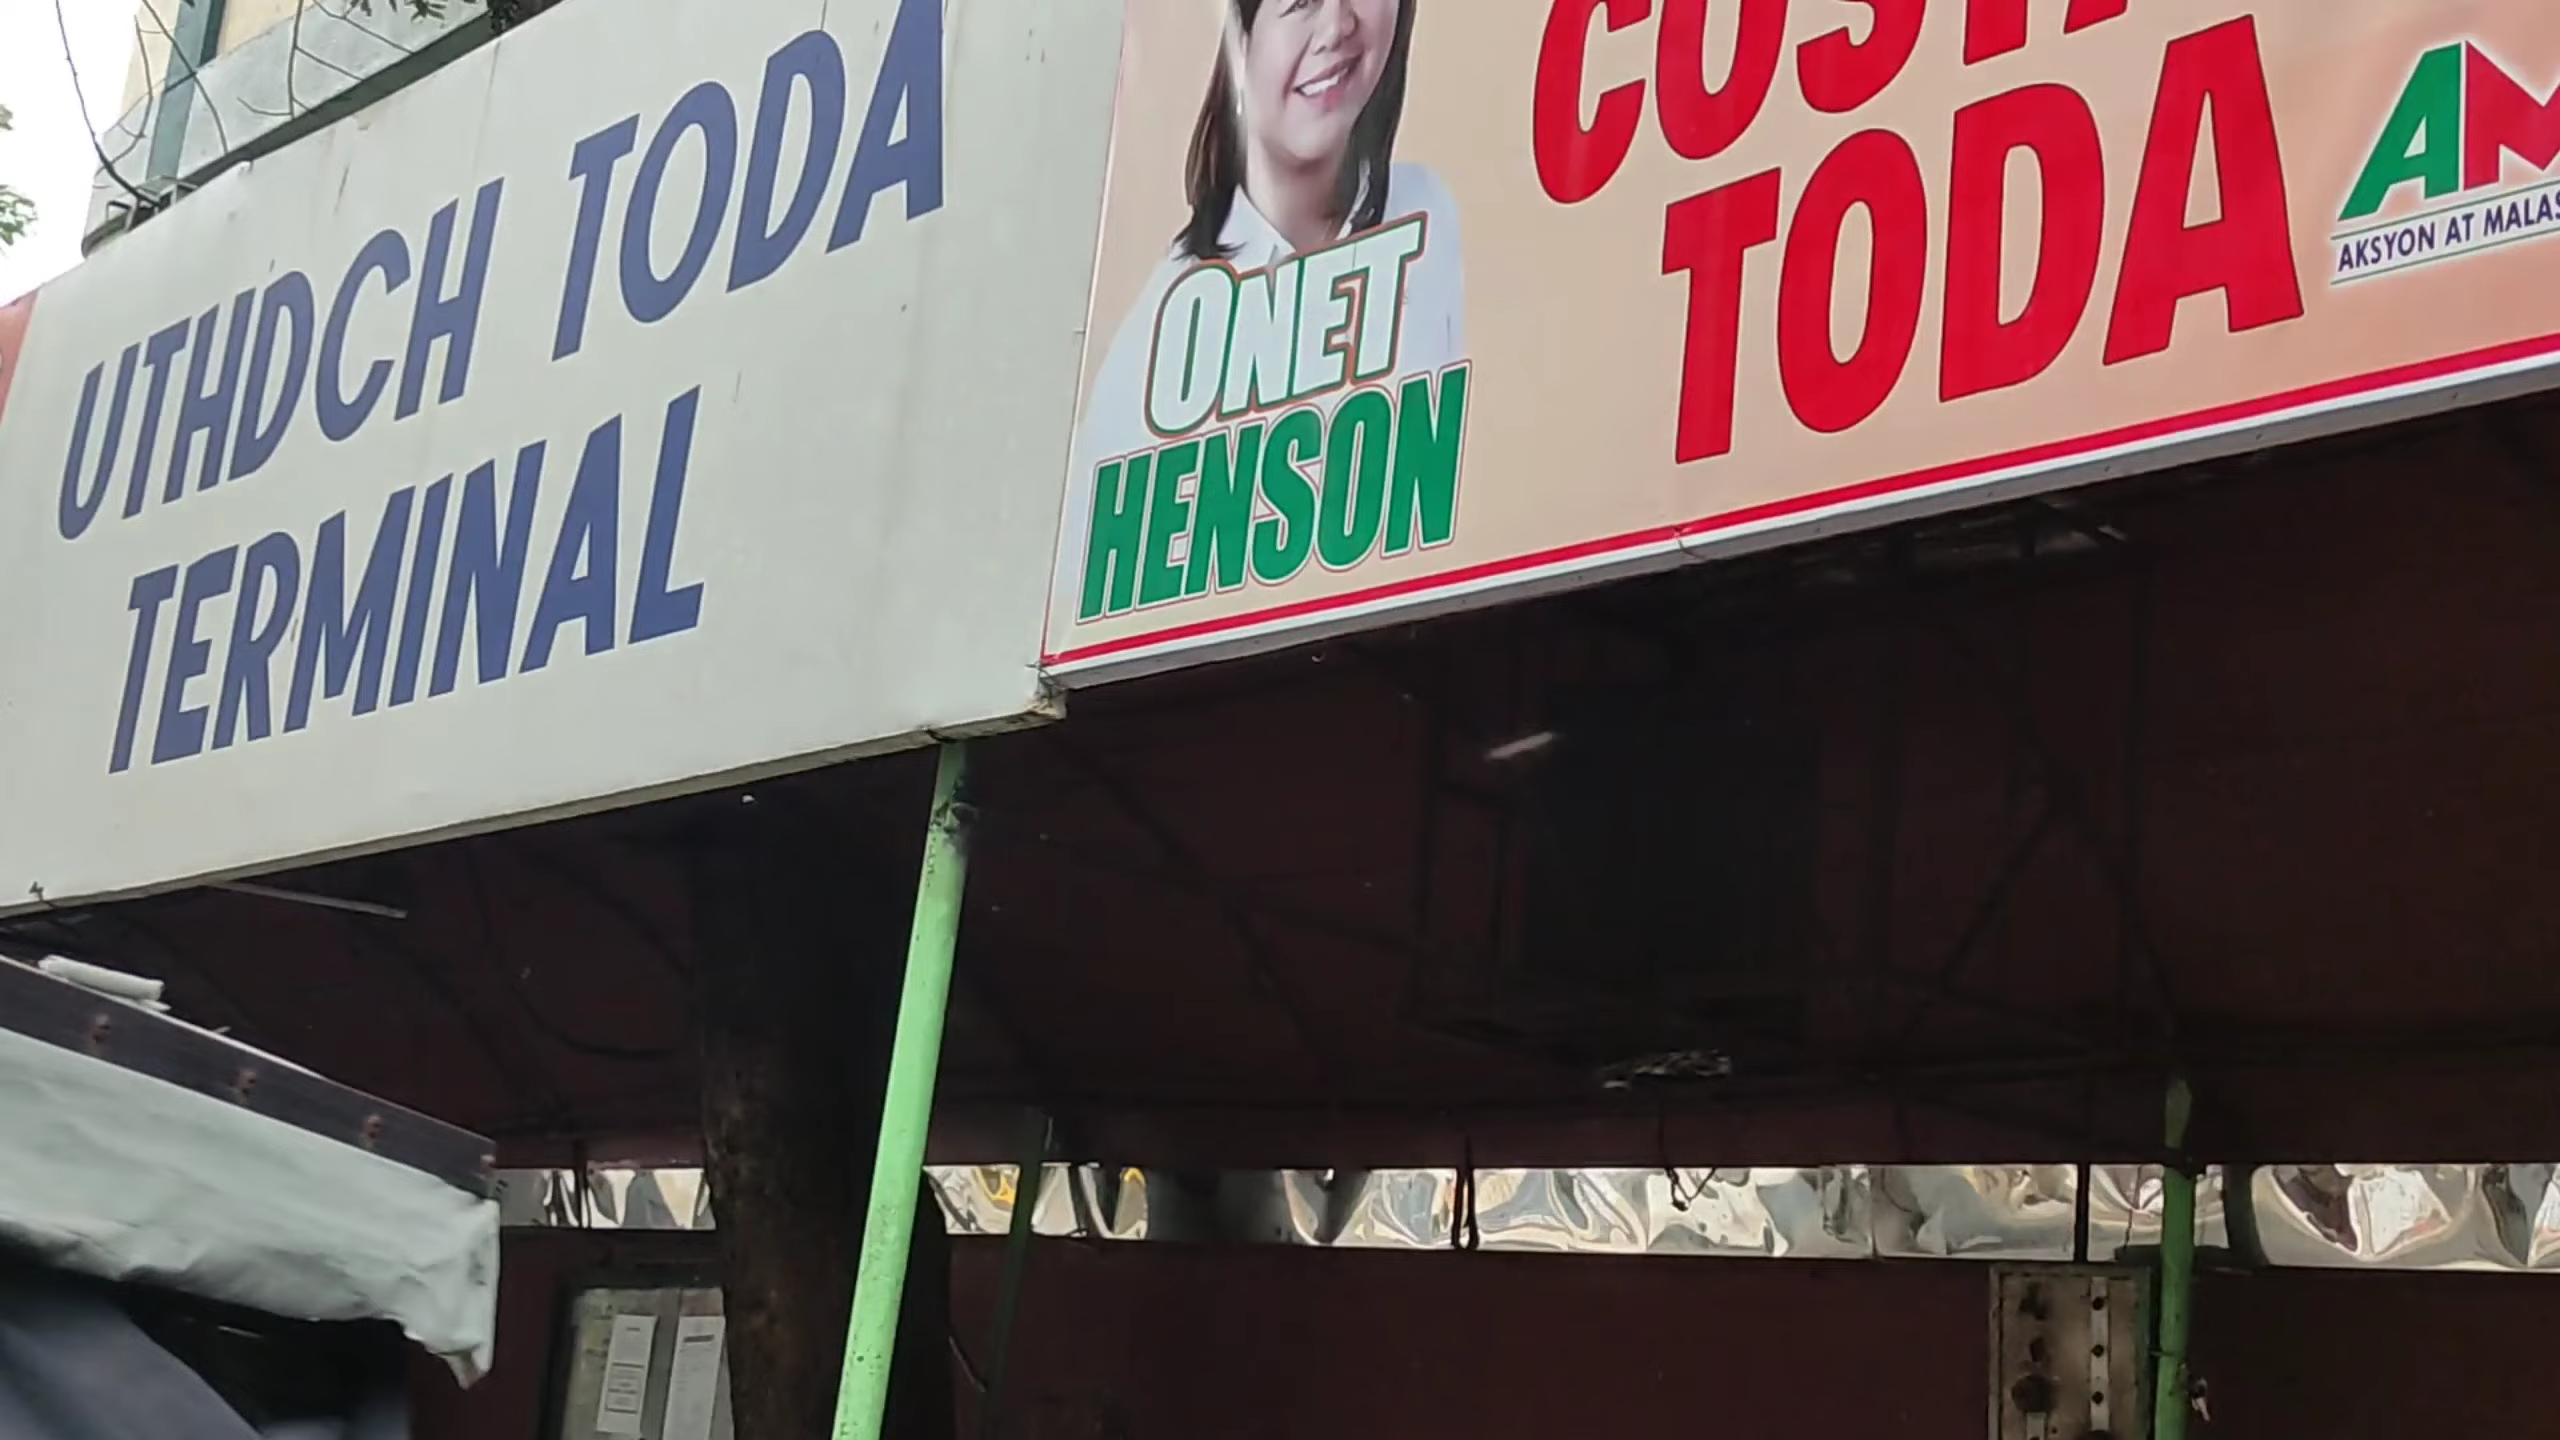 UTHDCH TODA
TERMINAL
ONET
HENSON
TODA
AKSYON AT